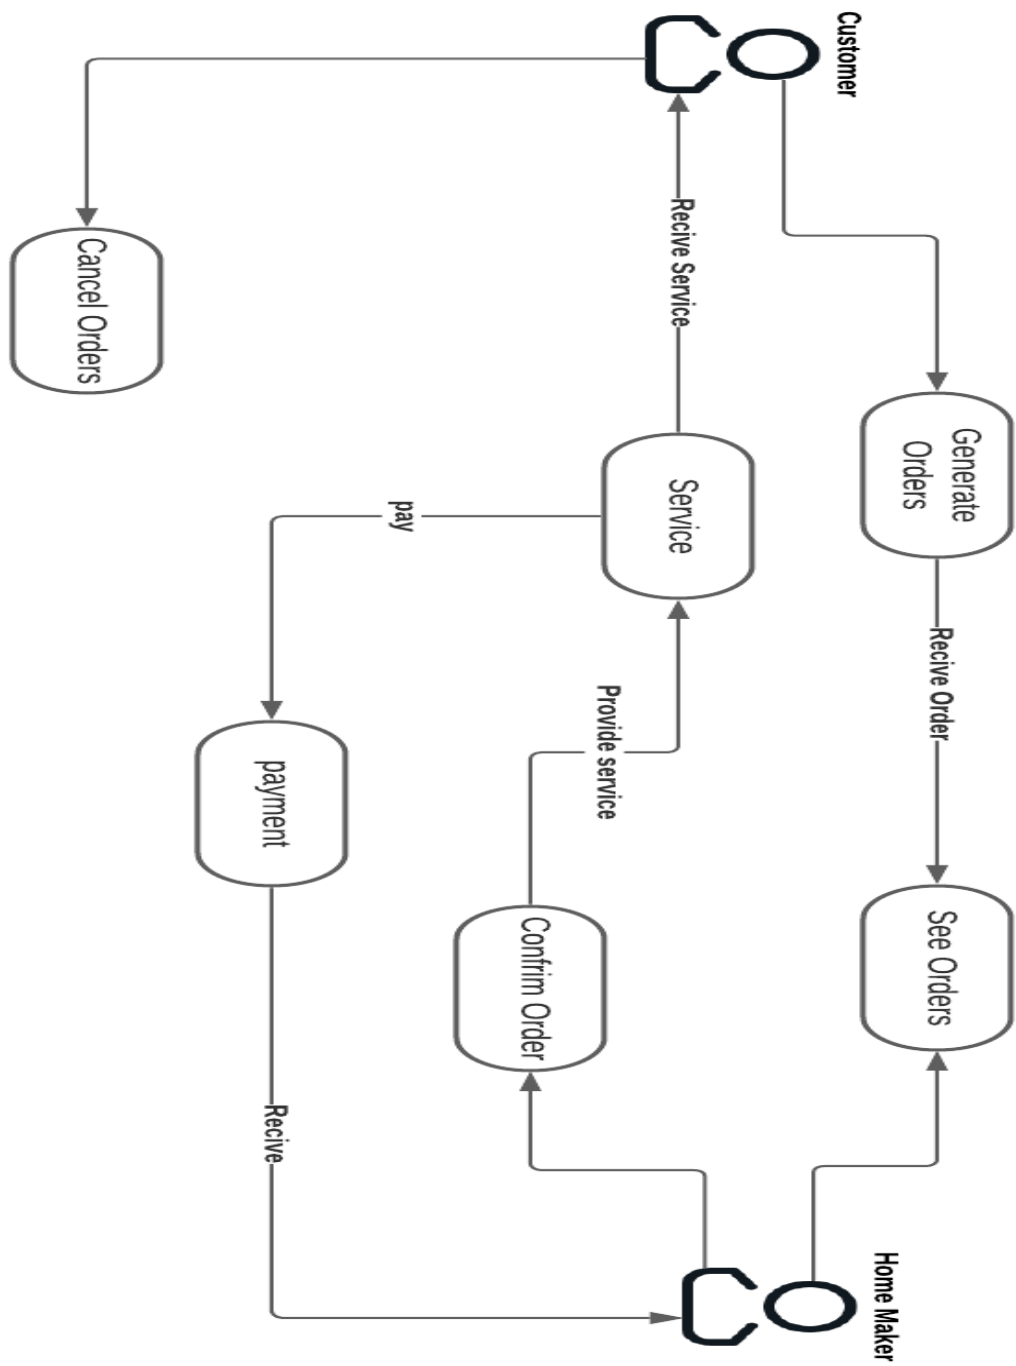 Customer
Home Maker
Generate
Orders
Recive Order
See Orders
Recive Service
Service
Provide service
Confrim Order
pay
payment
Recive
Cancel Orders